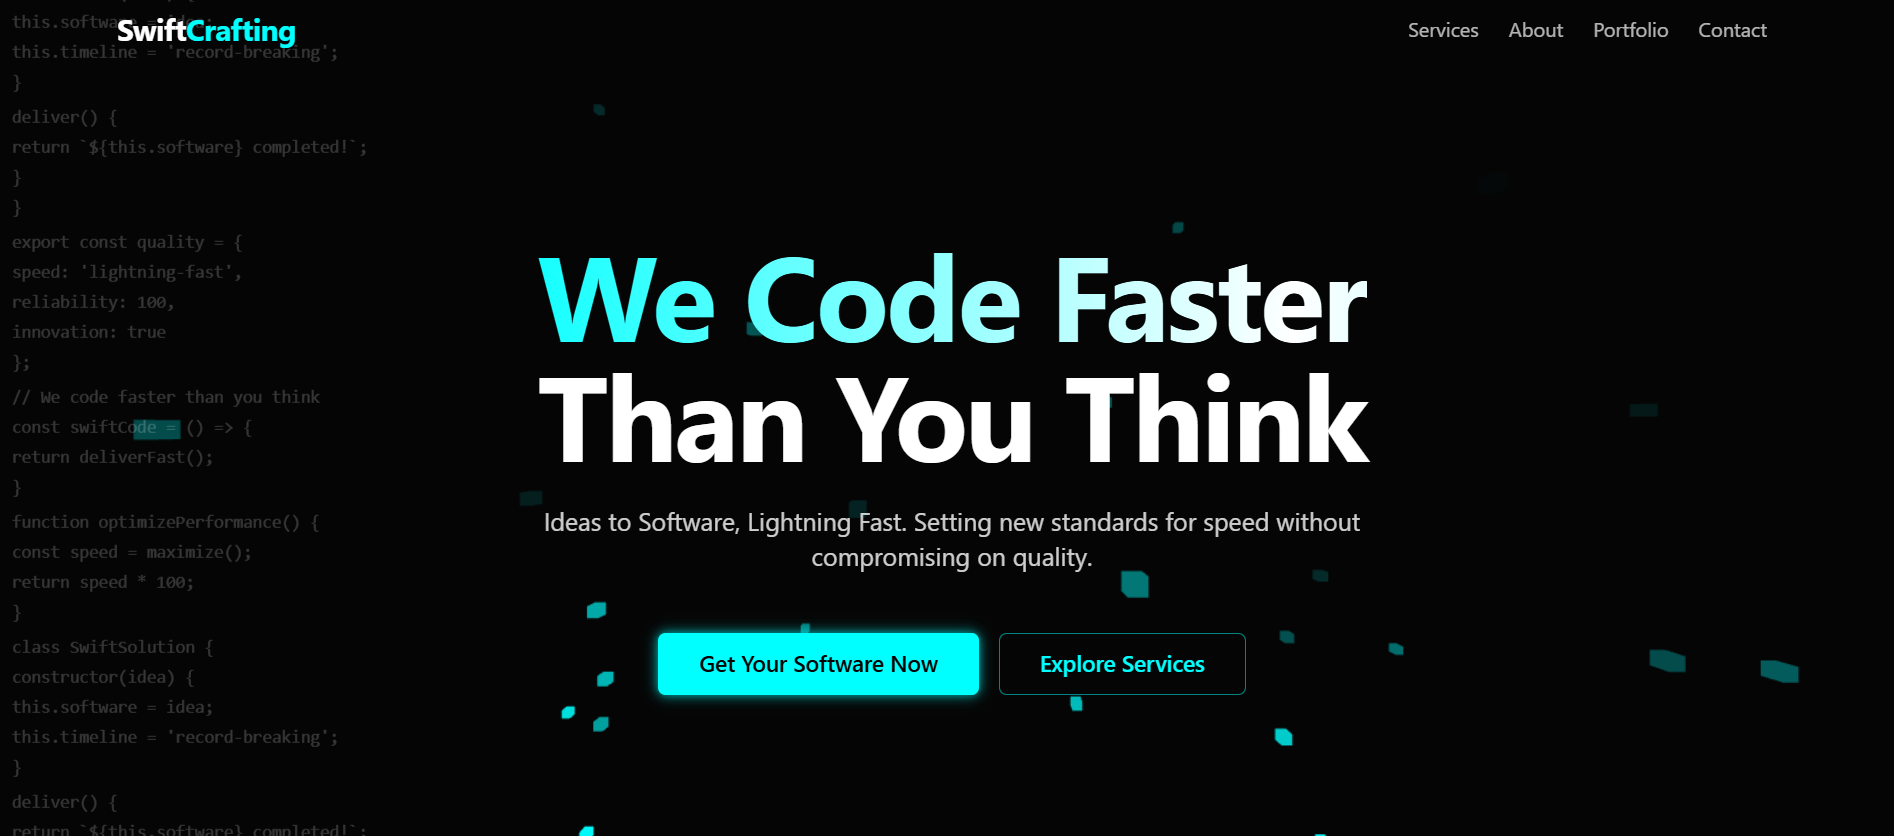 this.software = idea;
this.timeline = 'record-breaking';
}
deliver() {
return `${this.software} completed!`;
}
}
export const quality = {
speed: 'lightning-fast',
reliability: 100,
innovation: true
};
// We code faster than you think
const swiftCode = () => {
return deliverFast();
}
function optimizePerformance() {
const speed = maximize();
return speed * 100;
}
class SwiftSolution {
constructor(idea) {
this.software = idea;
this.timeline = 'record-breaking';
}
deliver() {
return `${this.software} completed!`;
SwiftCrafting
Services About Portfolio Contact
We Code Faster
Than You Think
Ideas to Software, Lightning Fast. Setting new standards for speed without
compromising on quality.
Get Your Software Now
Explore Services